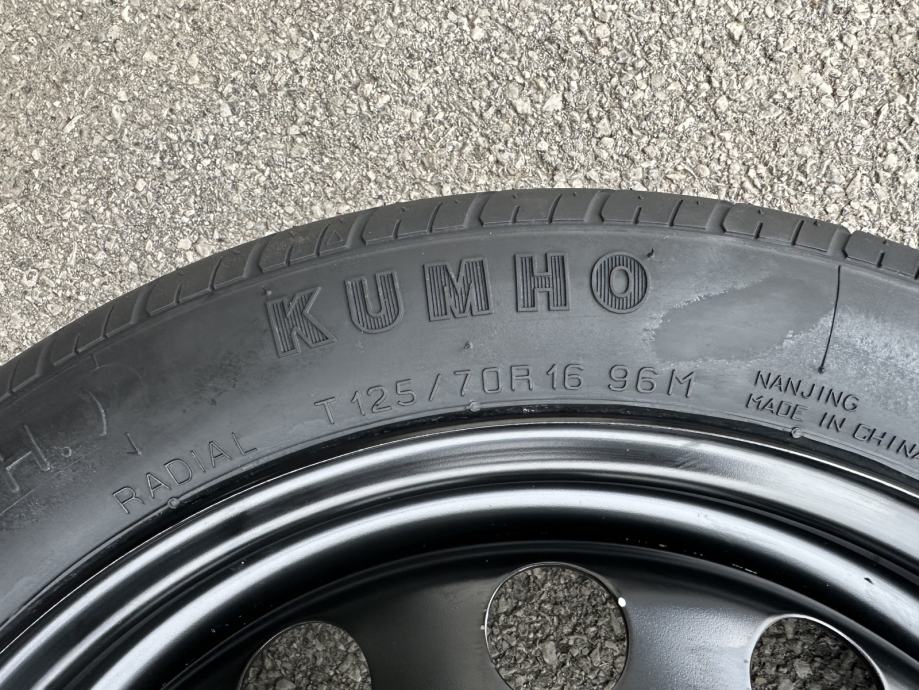 KUMHO
RADIAL T125/70R16 96M
NANJING
MADE IN CHINA